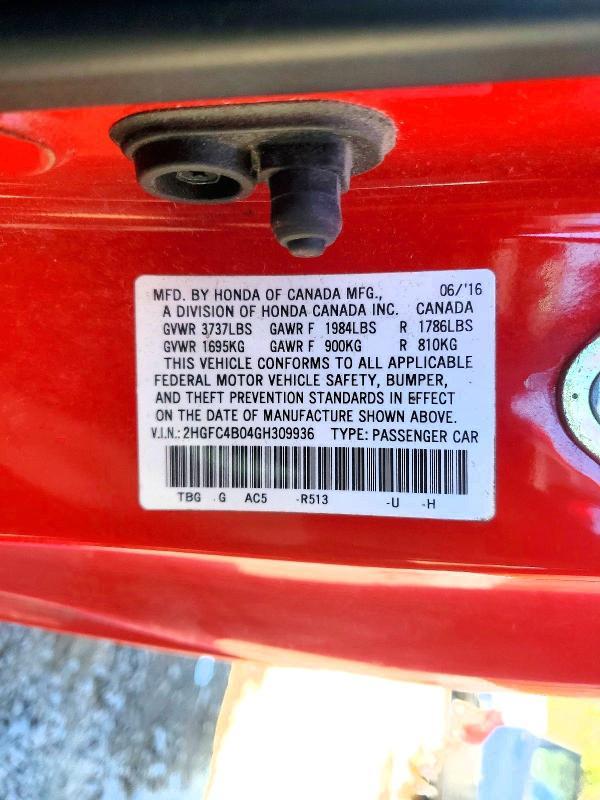 MFD. BY HONDA OF CANADA MFG., 06/'16
A DIVISION OF HONDA CANADA INC. CANADA
GVWR 3737LBS GAWR F 1984LBS R 1786LBS
GVWR 1695KG GAWR F 900KG R 810KG
THIS VEHICLE CONFORMS TO ALL APPLICABLE
FEDERAL MOTOR VEHICLE SAFETY, BUMPER,
AND THEFT PREVENTION STANDARDS IN EFFECT
ON THE DATE OF MANUFACTURE SHOWN ABOVE.
V.I.N.: 2HGFC4B04GH309936 TYPE: PASSENGER CAR
TBG -G AC5 -R513 -U -H